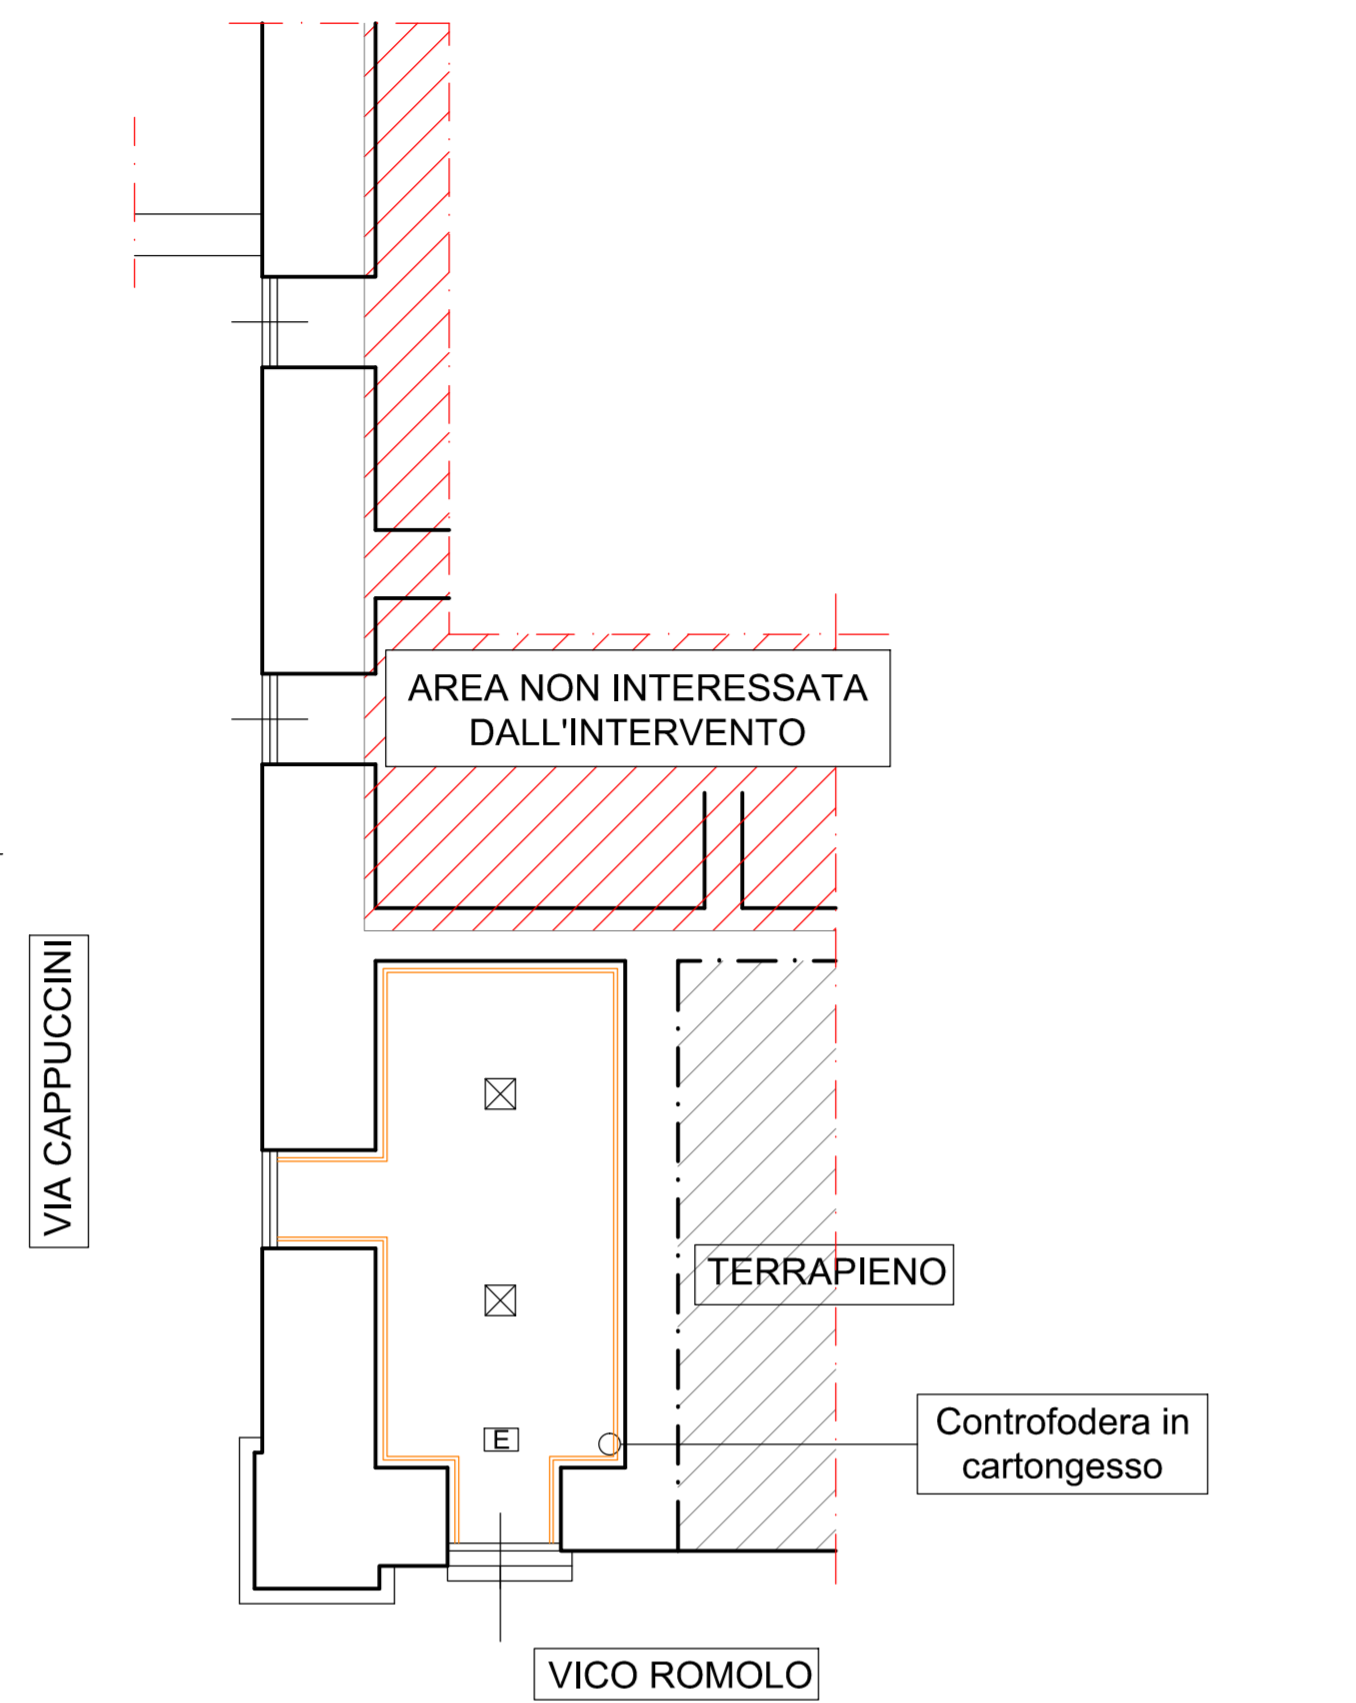 AREA NON INTERESSATA
DALL'INTERVENTO
VIA CAPPUCCINI
TERRAPIENO
Controfodera in
cartongesso
E
VICO ROMOLO